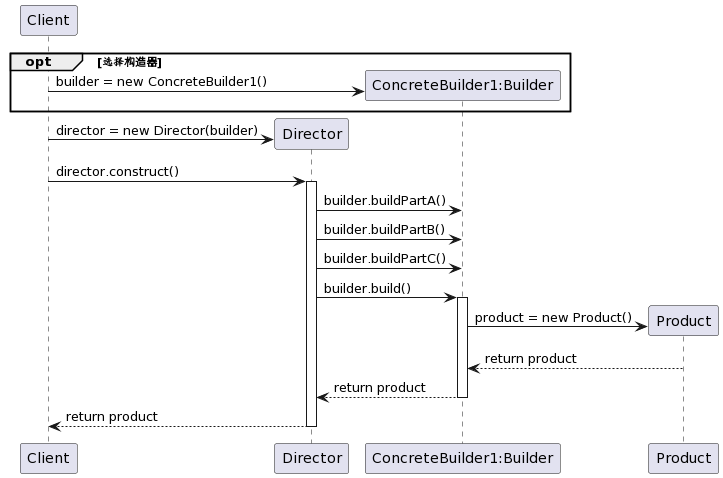 Client
opt [选择构造器]
builder = new ConcreteBuilder1()
ConcreteBuilder1:Builder
director = new Director(builder)
Director
director.construct()
builder.buildPartA()
builder.buildPartB()
builder.buildPartC()
builder.build()
product = new Product()
Product
return product
return product
return product
Client Director ConcreteBuilder1:Builder Product